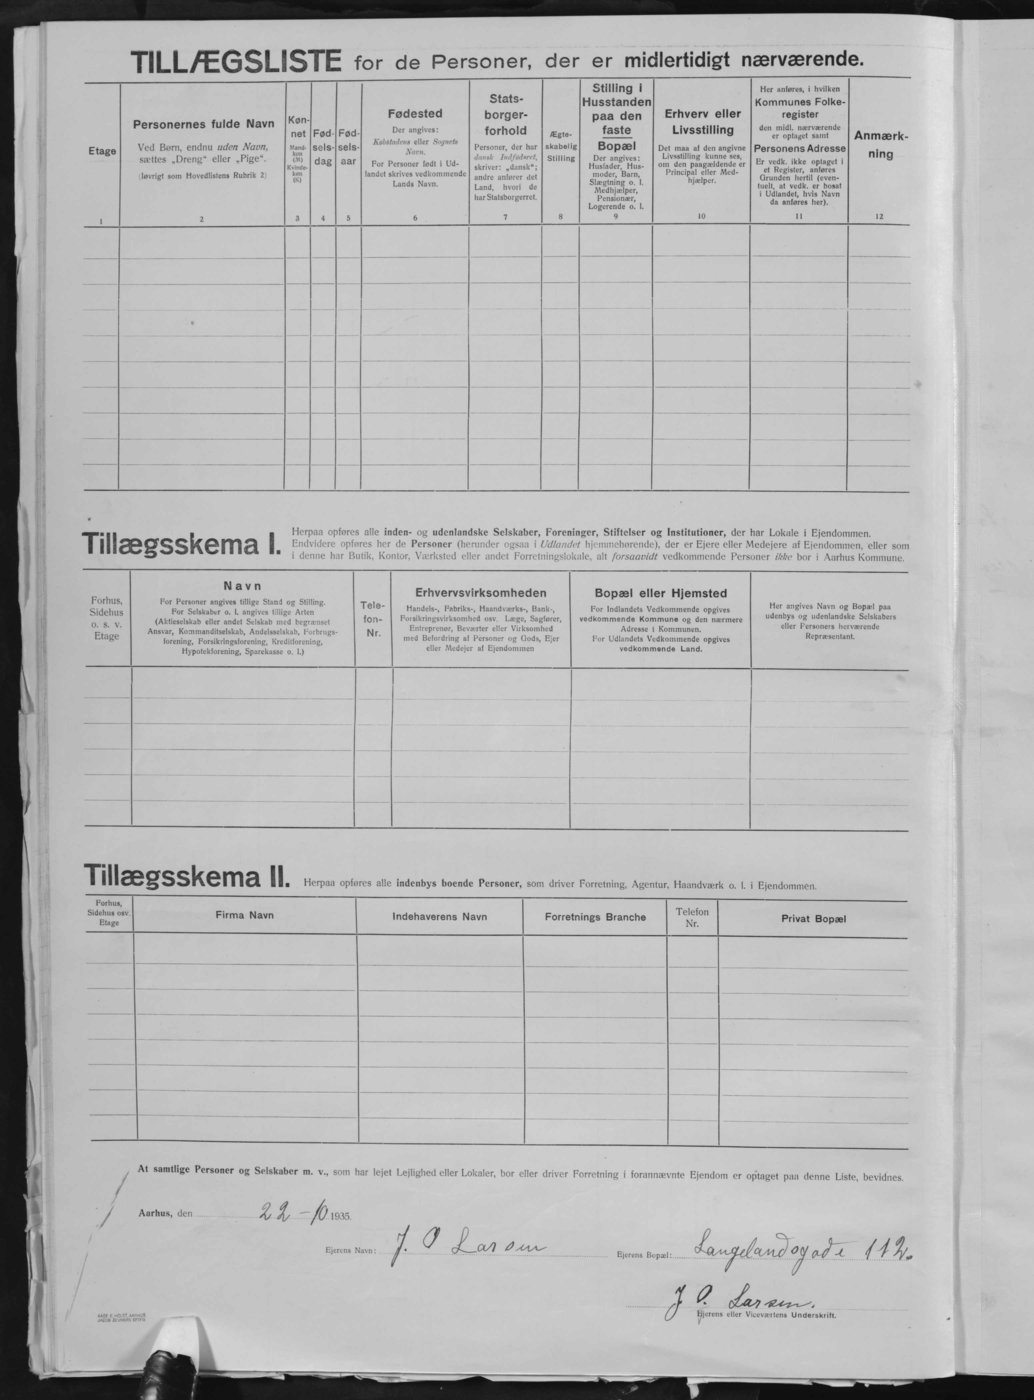 TILLÆGSLISTE for de Personer, der er midlertidigt nærværende.
Etage
1
Personernes fulde Navn
Ved Børn, endnu uden Navn,
sættes „Dreng“ eller „Pige“.
(Iøvrigt som Hovedlistens Rubrik 2)
2
Køn-
net
Mand-
køn
(M)
Kvinde-
køn
(K)
3
Fød-
sels-
dag
4
Fød-
sels-
aar
5
Fødested
Der angives:
Købstadens eller Sognets
Navn.
For Personer født i Ud-
landet skrives vedkommende
Lands Navn.
6
Stats-
borger-
forhold
Personer, der har
dansk Indfødsret,
skriver: „dansk“;
andre anfører det
Land, hvori de
har Statsborgerret.
7
Ægte-
skabelig
Stilling
8
Stilling i
Husstanden
paa den
faste
Bopæl
Der angives:
Husfader, Hus-
moder, Barn,
Slægtning o. l.
Medhjælper,
Pensionær,
Logerende o. l.
9
Erhverv eller
Livsstilling
Det maa af den angivne
Livsstilling kunne ses,
om den paagældende er
Principal eller Med-
hjælper.
10
Her anføres, i hvilken
Kommunes Folke-
register
den midl. nærværende
er optaget samt
Personens Adresse
Er vedk. ikke optaget i
et Register, anføres
Grunden hertil (even-
tuelt, at vedk. er bosat
i Udlandet, hvis Navn
da anføres her).
11
Anmærk-
ning
12
Tillægsskema I.
Herpaa opføres alle inden- og udenlandske Selskaber, Foreninger, Stiftelser og Institutioner, der har Lokale i Ejendommen.
Endvidere opføres her de Personer (herunder ogsaa i Udlandet hjemmehørende), der er Ejere eller Medejere af Ejendommen, eller som
i denne har Butik, Kontor, Værksted eller andet Forretningslokale, alt forsaavidt vedkommende Personer ikke bor i Aarhus Kommune.
Forhus,
Sidehus
o. s. v.
Etage
Navn
For Personer angives tillige Stand og Stilling.
For Selskaber o. l. angives tillige Arten
(Aktieselskab eller andet Selskab med begrænset
Ansvar, Kommanditselskab, Andelsselskab, Forbrugs-
forening, Forsikringsforening, Kreditforening,
Hypotekforening, Sparekasse o. l.)
Tele-
fon-
Nr.
Erhvervsvirksomheden
Handels-, Fabriks-, Haandværks-, Bank-,
Forsikringsvirksomhed osv. Læge, Sagfører,
Entreprenør, Beværter eller Virksomhed
med Befordring af Personer og Gods, Ejer
eller Medejer af Ejendommen
Bopæl eller Hjemsted
For Indlandets Vedkommende opgives
vedkommende Kommune og den nærmere
Adresse i Kommunen.
For Udlandets Vedkommende opgives
vedkommende Land.
Her angives Navn og Bopæl paa
udenbys og udenlandske Selskabers
eller Personers herværende
Repræsentant.
Tillægsskema II.
Herpaa opføres alle indenbys boende Personer, som driver Forretning, Agentur, Haandværk o. l. i Ejendommen.
Forhus,
Sidehus osv.
Etage
Firma Navn
Indehaverens Navn
Forretnings Branche
Telefon
Nr.
Privat Bopæl
At samtlige Personer og Selskaber m. v., som har lejet Lejlighed eller Lokaler, bor eller driver Forretning i forannævnte Ejendom er optaget paa denne Liste, bevidnes.
Aarhus, den 22-10 1935.
Ejerens Navn: J. P Larsen
Ejerens Bopæl: Langelandsgade 112.
J P. Larsen.
Ejerens eller Viceværtens Underskrift.